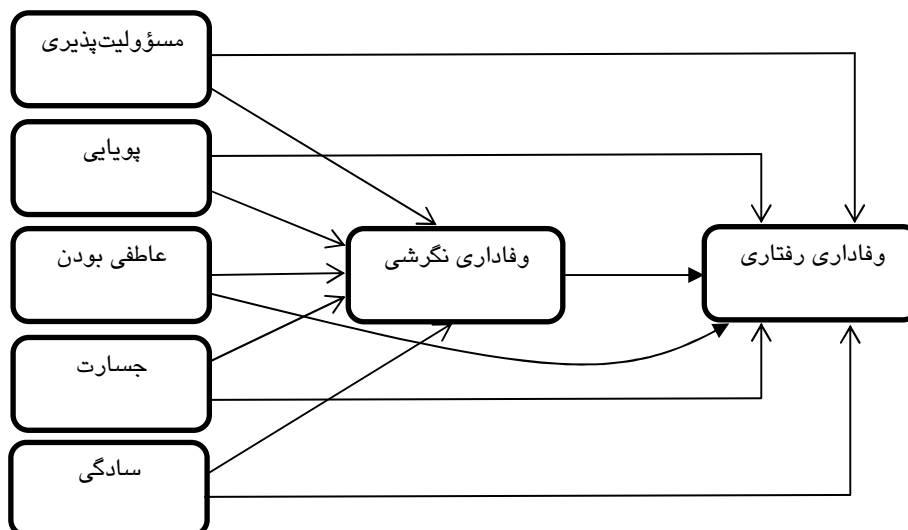 مسؤولیت‌پذیری
پویایی
عاطفی بودن
جسارت
سادگی
وفاداری نگرشی
وفاداری رفتاری